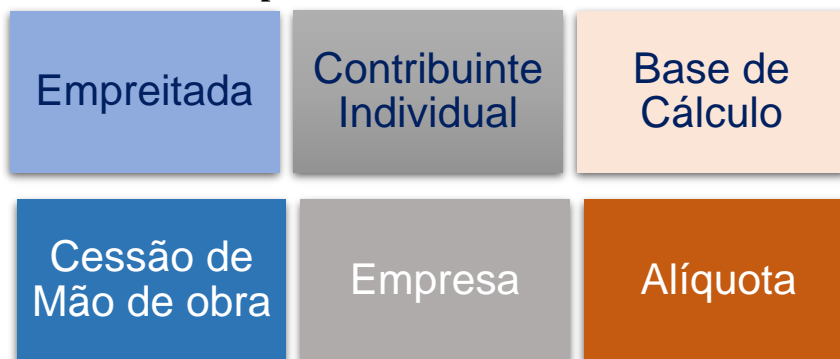 Empreitada
Contribuinte
Individual
Base de
Cálculo
Cessão de
Mão de obra
Empresa
Alíquota